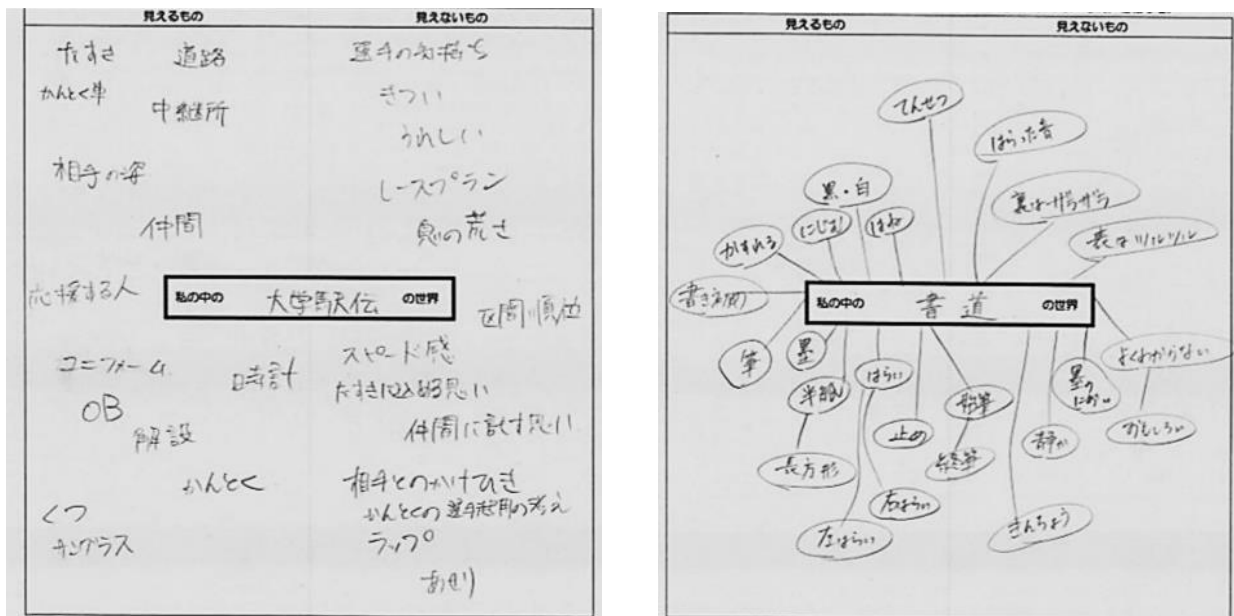 見えるもの
見えないもの
たすき
道路
かんとく車
中継所
相手の姿
仲間
応援する人
選手の気持ち
きつい
うれしい
レースプラン
息の荒さ
私の中の 大学駅伝 の世界
区間順位
ユニフォーム
時計
OB
解説
かんとく
くつ
サングラス
スピード感
たすきに込める思い
仲間に託す思い
相手とのかけひき
かんとくの選手起用の考え
ラップ
あせり
見えるもの
見えないもの
てんせつ
はらった音
黒・白
裏はザラザラ
かすれる
にじむ
はね
表はツルツル
書き初め
私の中の 書道 の世界
筆
墨
半紙
はらい
止め
始筆
終筆
静か
墨のにおい
よくわからない
おもしろい
長方形
右はらい
左はらい
きんちょう